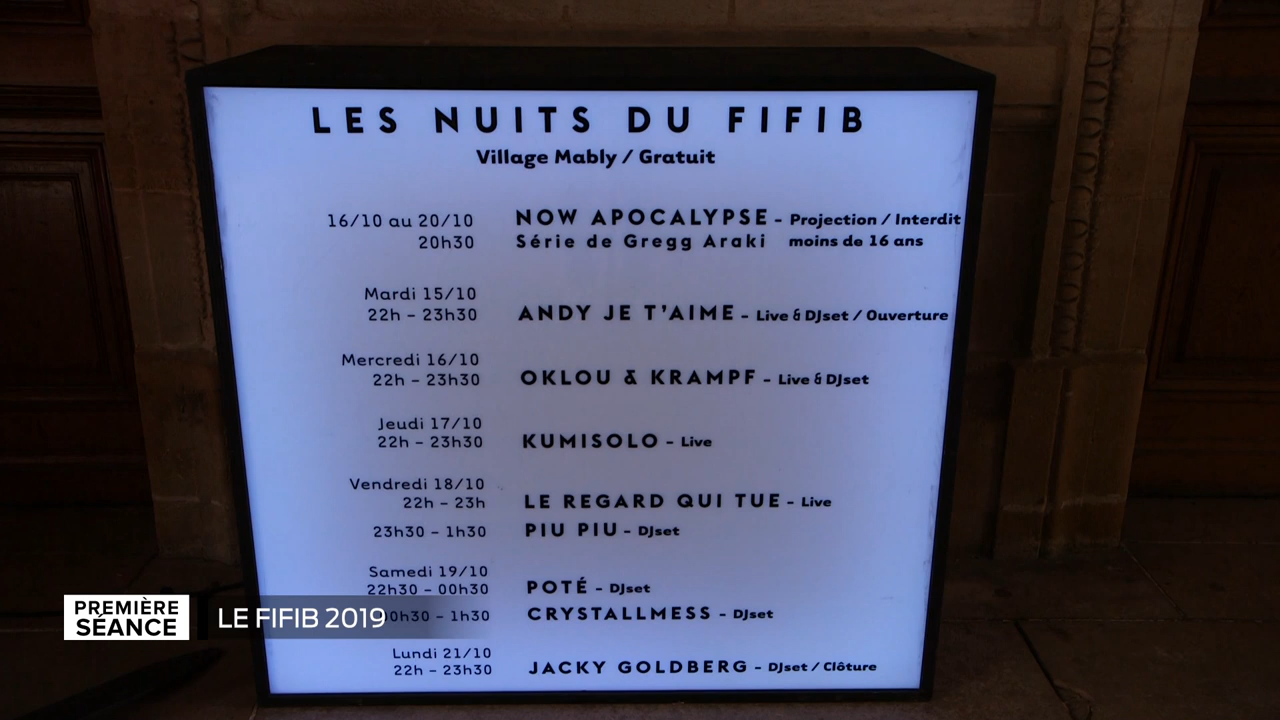 LES NUITS DU FIFIB
Village Mably / Gratuit
16/10 au 20/10 NOW APOCALYPSE - Projection / Interdit
20h30 Série de Gregg Araki moins de 16 ans
Mardi 15/10
22h - 23h30 ANDY JE T'AIME - Live & DJset / Ouverture
Mercredi 16/10
22h - 23h30 OKLOU & KRAMPF - Live & DJset
Jeudi 17/10
22h - 23h30 KUMISOLO - Live
Vendredi 18/10
22h - 23h LE REGARD QUI TUE - Live
23h30 - 1h30 PIU PIU - DJset
Samedi 19/10
22h30 - 00h30 POTÉ - DJset
00h30 - 1h30 CRYSTALLMESS - DJset
Lundi 21/10
22h - 23h30 JACKY GOLDBERG - DJset / Clôture
PREMIÈRE
SÉANCE
LE FIFIB 2019